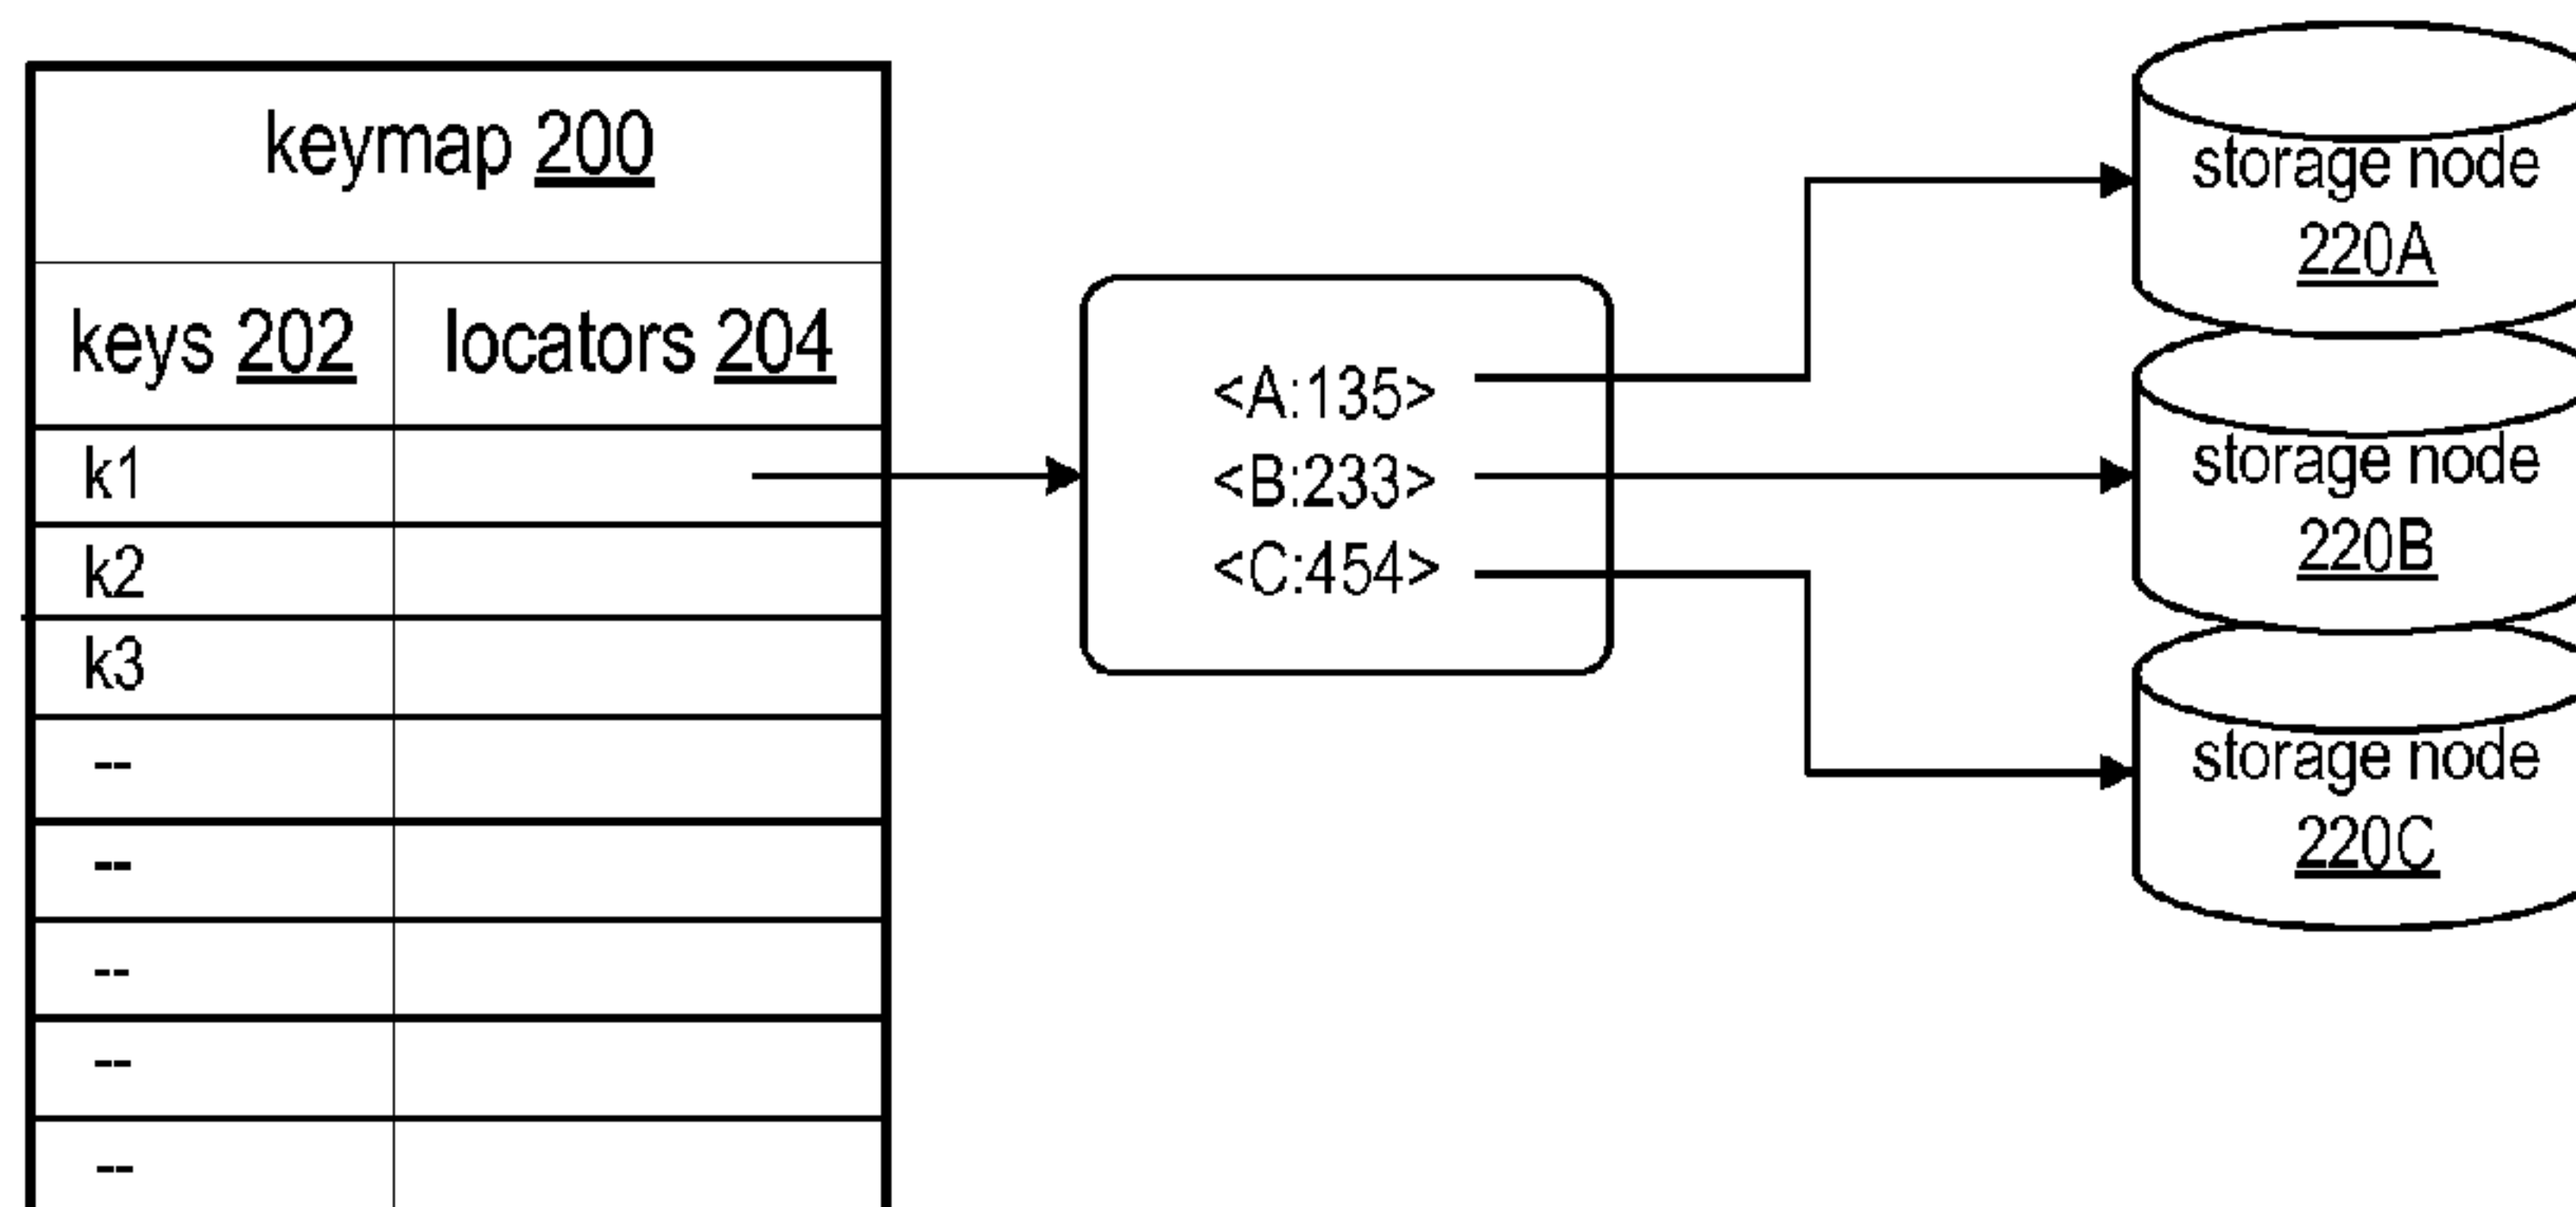 keymap 200
keys 202 locators 204
k1
k2
k3
--
--
--
--
--
<A:135>
<B:233>
<C:454>
storage node
220A
storage node
220B
storage node
220C